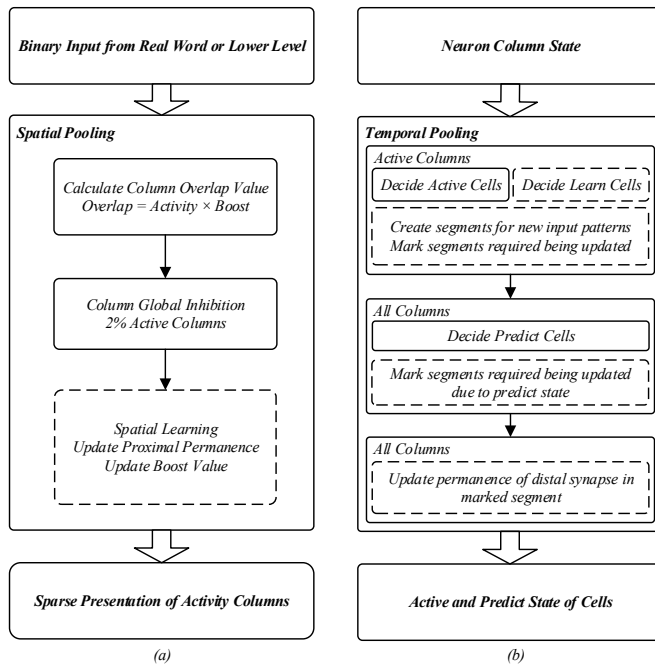 Binary Input from Real Word or Lower Level
Spatial Pooling
Calculate Column Overlap Value
Overlap = Activity × Boost
Column Global Inhibition
2% Active Columns
Spatial Learning
Update Proximal Permanence
Update Boost Value
Sparse Presentation of Activity Columns
(a)
Neuron Column State
Temporal Pooling
Active Columns
Decide Active Cells
Decide Learn Cells
Create segments for new input patterns
Mark segments required being updated
All Columns
Decide Predict Cells
Mark segments required being updated
due to predict state
All Columns
Update permanence of distal synapse in
marked segment
Active and Predict State of Cells
(b)